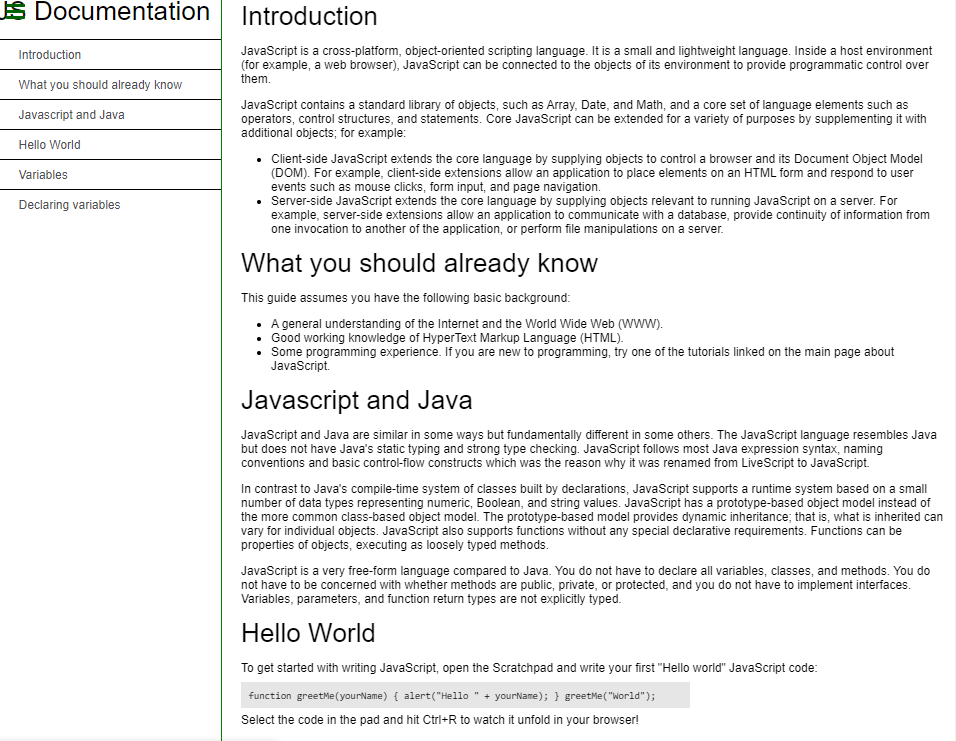 JS Documentation
Introduction
What you should already know
Javascript and Java
Hello World
Variables
Declaring variables
Introduction
JavaScript is a cross-platform, object-oriented scripting language. It is a small and lightweight language. Inside a host environment
(for example, a web browser), JavaScript can be connected to the objects of its environment to provide programmatic control over
them.
JavaScript contains a standard library of objects, such as Array, Date, and Math, and a core set of language elements such as
operators, control structures, and statements. Core JavaScript can be extended for a variety of purposes by supplementing it with
additional objects; for example:
• Client-side JavaScript extends the core language by supplying objects to control a browser and its Document Object Model
(DOM). For example, client-side extensions allow an application to place elements on an HTML form and respond to user
events such as mouse clicks, form input, and page navigation.
• Server-side JavaScript extends the core language by supplying objects relevant to running JavaScript on a server. For
example, server-side extensions allow an application to communicate with a database, provide continuity of information from
one invocation to another of the application, or perform file manipulations on a server.
What you should already know
This guide assumes you have the following basic background:
• A general understanding of the Internet and the World Wide Web (WWW).
• Good working knowledge of HyperText Markup Language (HTML).
• Some programming experience. If you are new to programming, try one of the tutorials linked on the main page about
JavaScript.
Javascript and Java
JavaScript and Java are similar in some ways but fundamentally different in some others. The JavaScript language resembles Java
but does not have Java's static typing and strong type checking. JavaScript follows most Java expression syntax, naming
conventions and basic control-flow constructs which was the reason why it was renamed from LiveScript to JavaScript.
In contrast to Java's compile-time system of classes built by declarations, JavaScript supports a runtime system based on a small
number of data types representing numeric, Boolean, and string values. JavaScript has a prototype-based object model instead of
the more common class-based object model. The prototype-based model provides dynamic inheritance; that is, what is inherited can
vary for individual objects. JavaScript also supports functions without any special declarative requirements. Functions can be
properties of objects, executing as loosely typed methods.
JavaScript is a very free-form language compared to Java. You do not have to declare all variables, classes, and methods. You do
not have to be concerned with whether methods are public, private, or protected, and you do not have to implement interfaces.
Variables, parameters, and function return types are not explicitly typed.
Hello World
To get started with writing JavaScript, open the Scratchpad and write your first "Hello world" JavaScript code:
function greetMe(yourName) { alert("Hello " + yourName); } greetMe("World");
Select the code in the pad and hit Ctrl+R to watch it unfold in your browser!